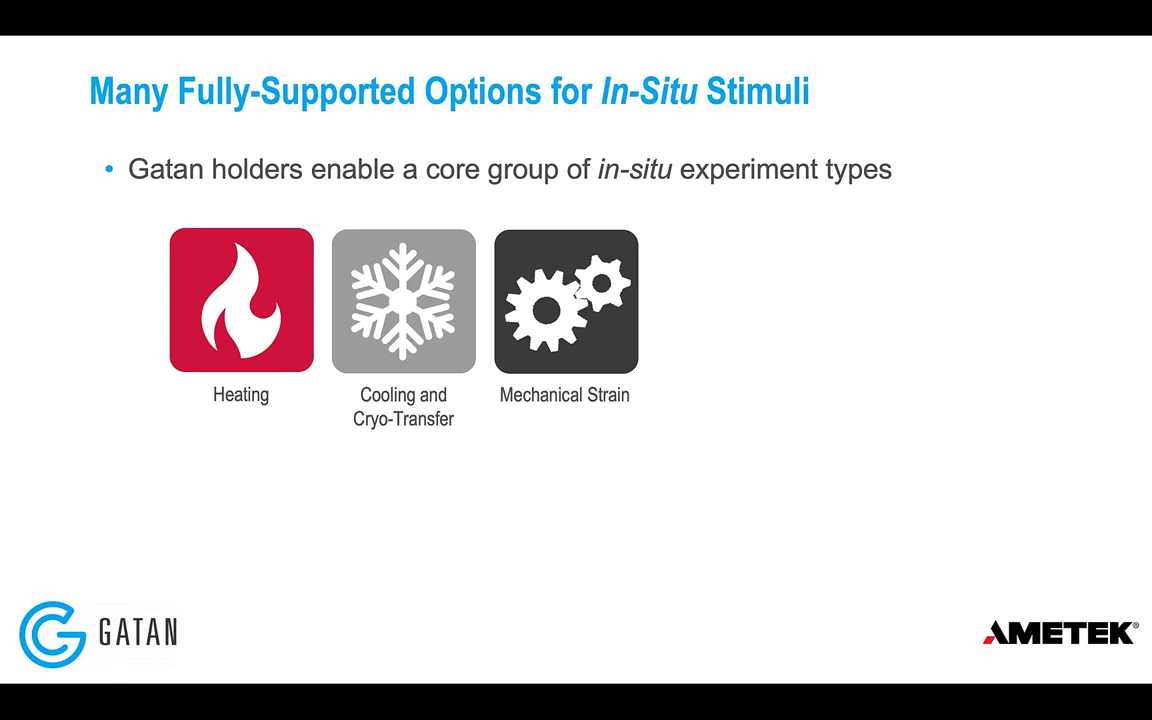 Many Fully-Supported Options for In-Situ Stimuli
• Gatan holders enable a core group of in-situ experiment types
Heating
Cooling and
Cryo-Transfer
Mechanical Strain
GATAN
AMETEK®